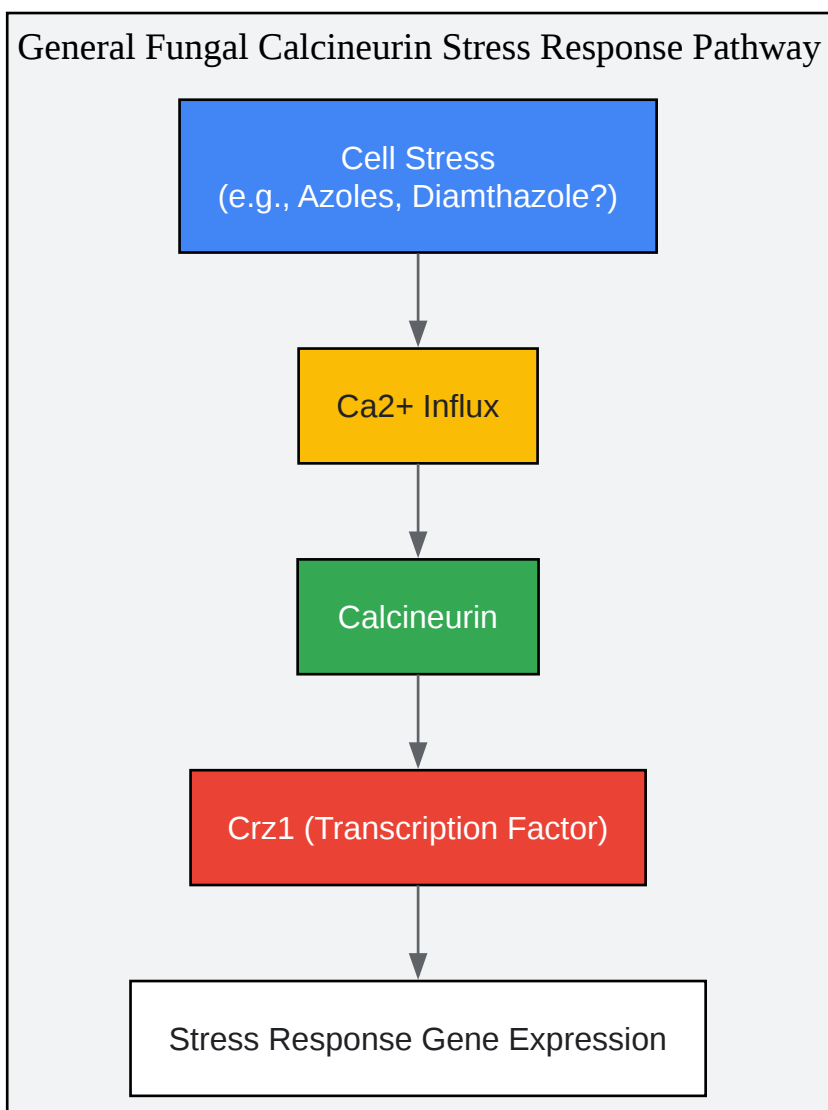 General Fungal Calcineurin Stress Response Pathway
Cell Stress
(e.g., Azoles, Diamthazole?)
Ca2+ Influx
Calcineurin
Crz1 (Transcription Factor)
Stress Response Gene Expression